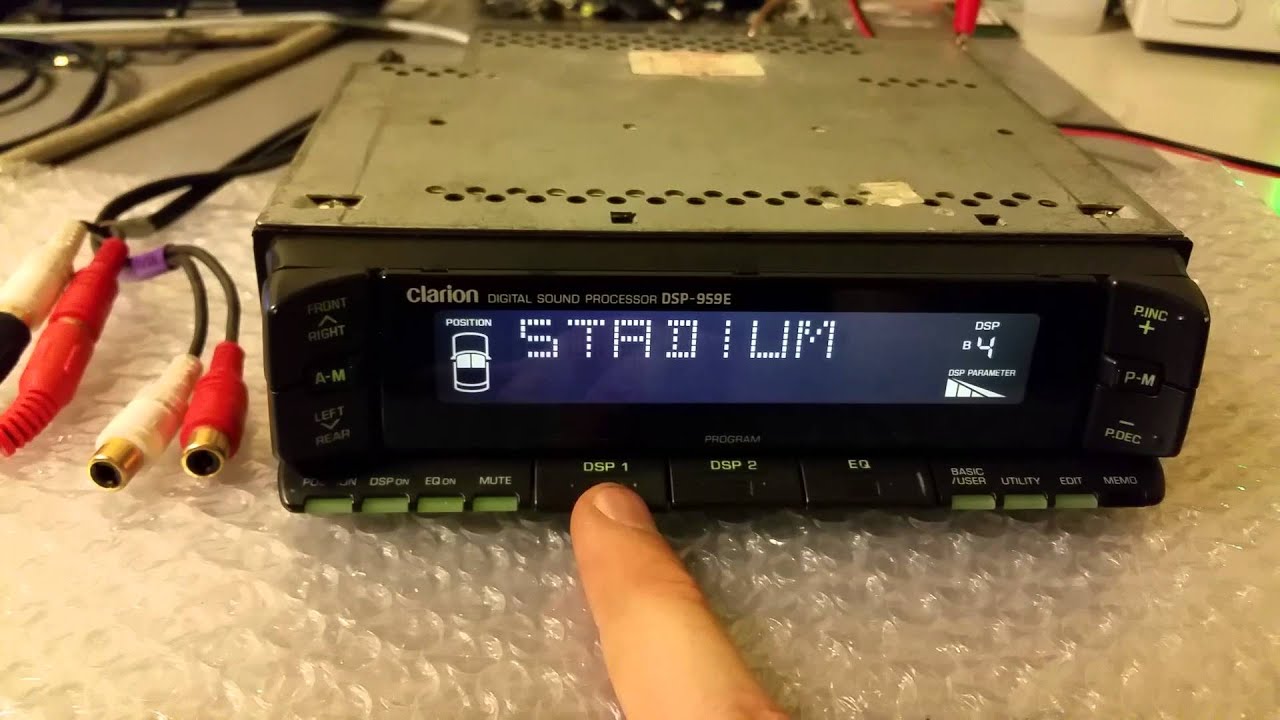 clarion DIGITAL SOUND PROCESSOR DSP-959E
FRONT
RIGHT
A-M
LEFT
REAR
POSITION
STADIUM
DSP
B 4
DSP PARAMETER
P.INC
+
P-M
−
P.DEC
PROGRAM
POSITION
DSP ON
EQ ON
MUTE
DSP 1
DSP 2
EQ
BASIC
/USER
UTILITY
EDIT
MEMO